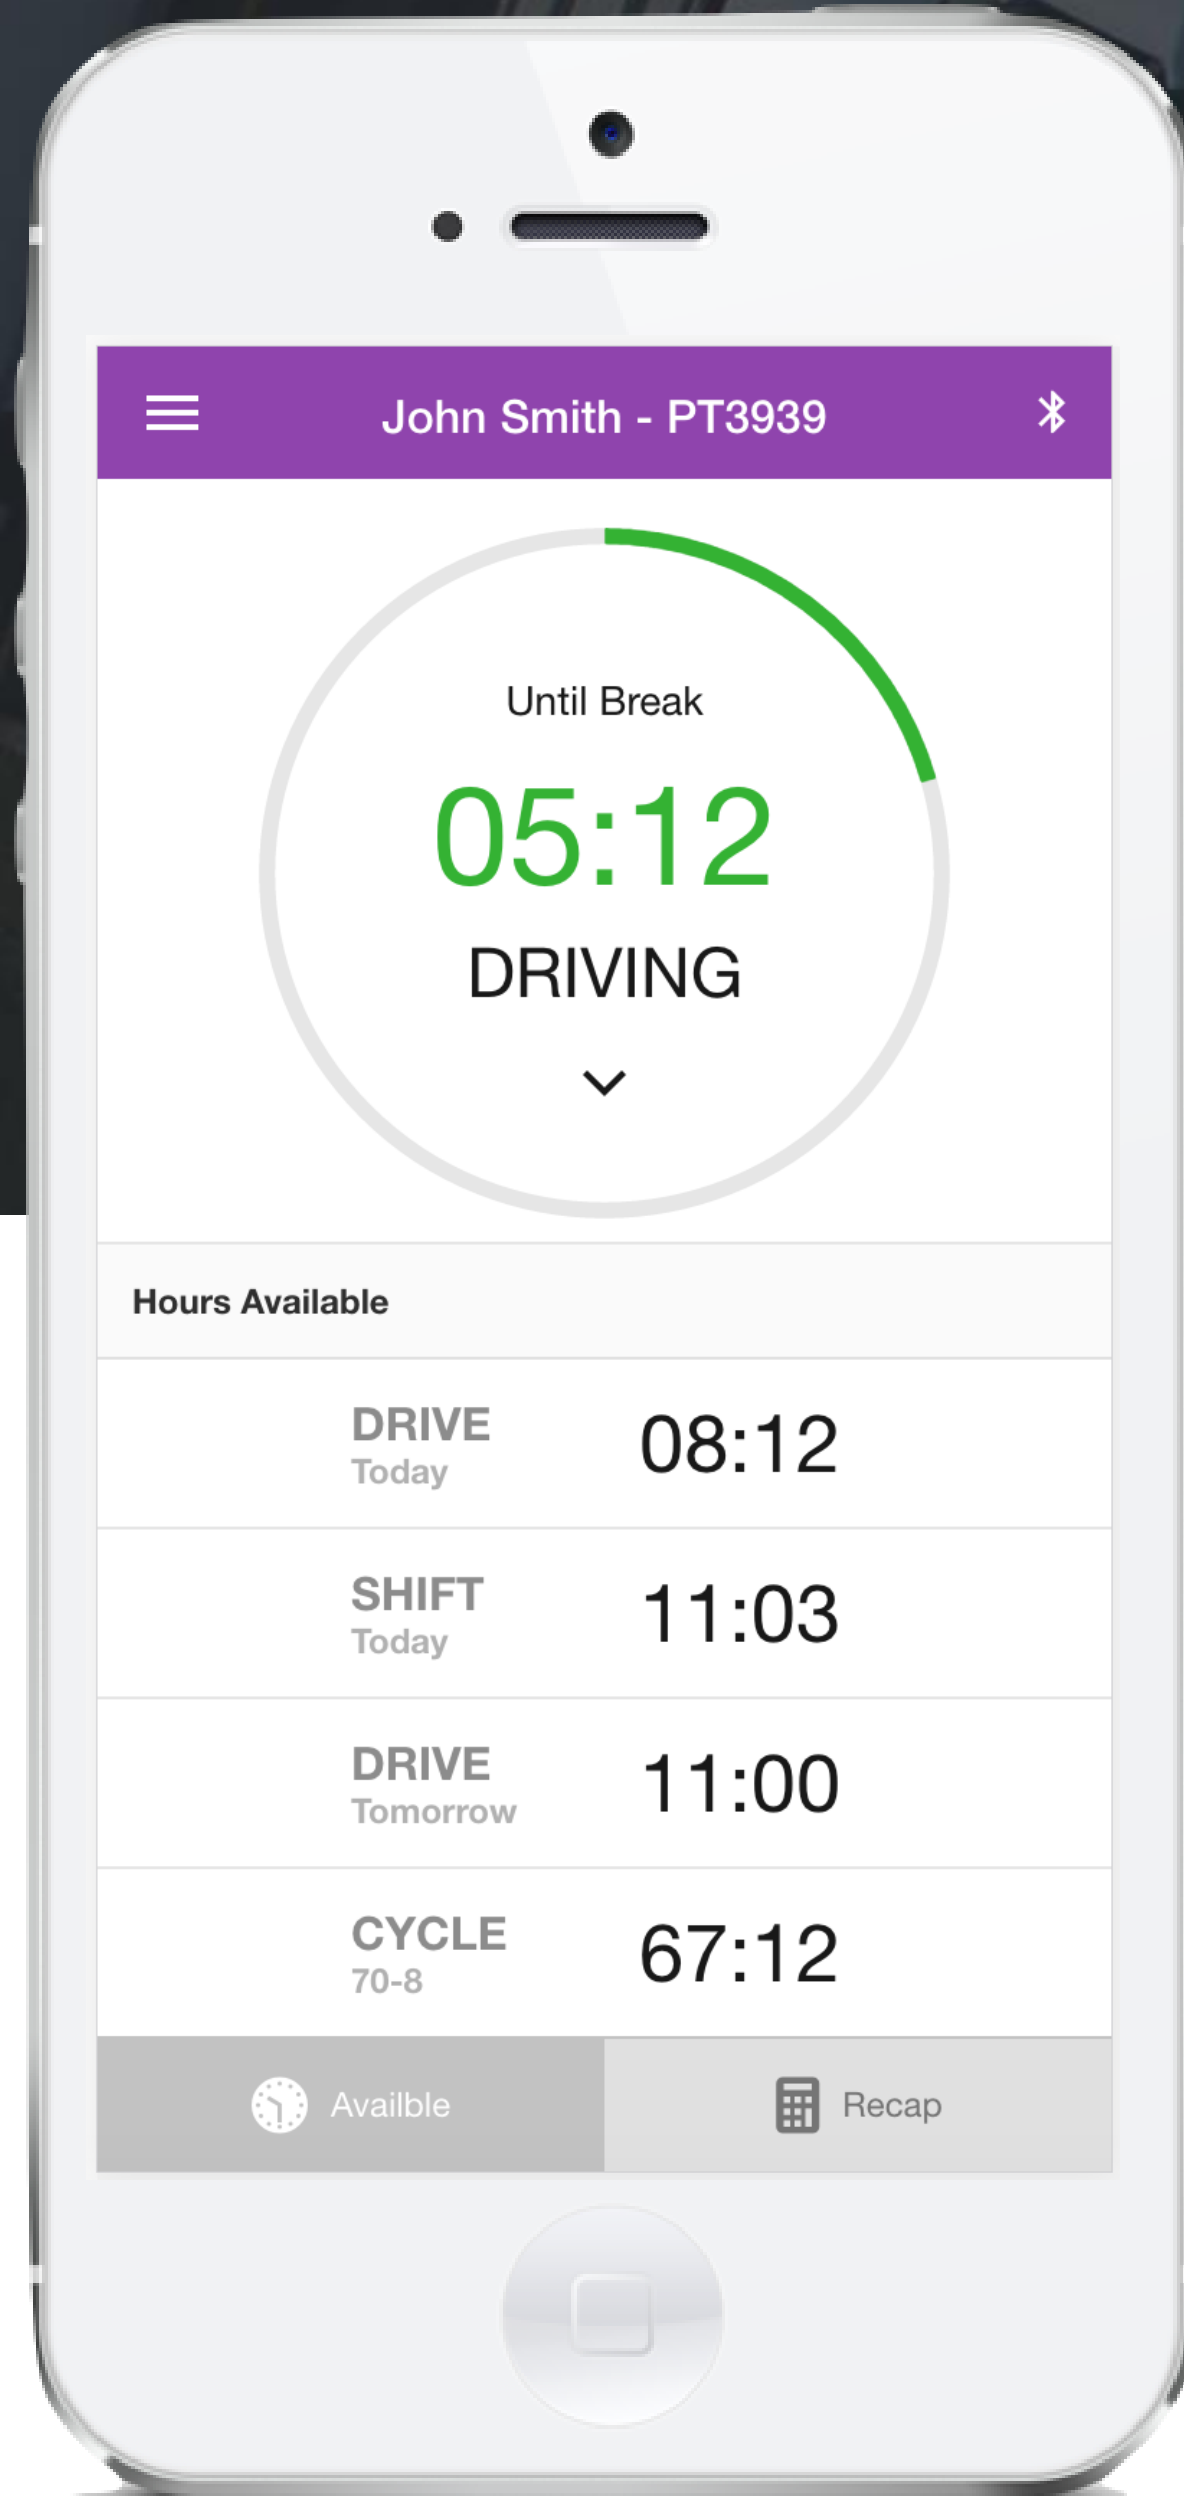 John Smith - PT3939
Until Break
05:12
DRIVING
Hours Available
DRIVE
Today
08:12
SHIFT
Today
11:03
DRIVE
Tomorrow
11:00
CYCLE
70-8
67:12
Availble
Recap